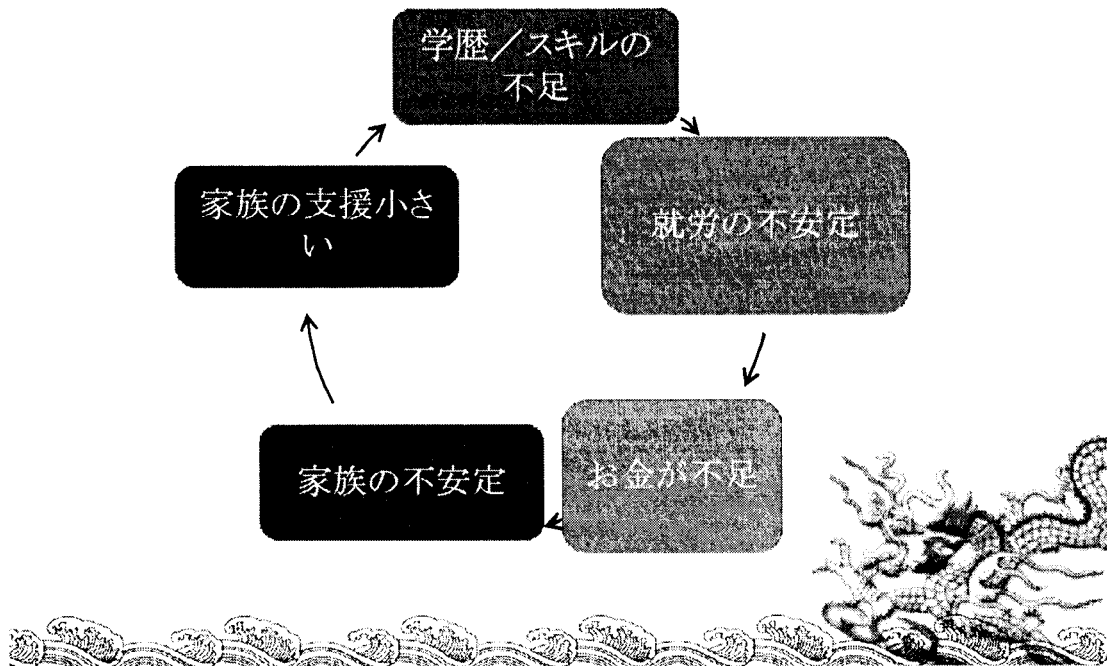 学歴／スキルの
不足
就労の不安定
お金が不足
家族の不安定
家族の支援小さ
い